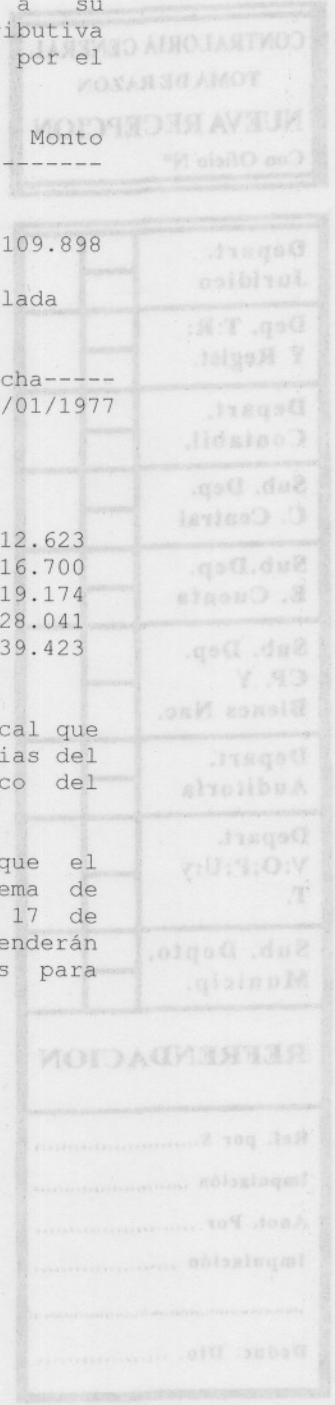 a su
ributiva
por el
Monto
-------
109.898
lada
cha-----
/01/1977
12.623
16.700
19.174
28.041
39.423
cal que
ias del
co del
que el
ema de
17 de
enderán
s para
CONTRALORIA GENERAL
TOMA DE RAZON
NUEVA RECEPCION
Con Oficio Nº
Depart.
Jurídico
Dep. T:R:
Y Regist.
Depart.
Contabil.
Sub. Dep.
C. Central
Sub.Dep.
E. Cuenta
Sub. Dep.
CP. Y
Bienes Nac.
Depart.
Auditoría
Depart.
V:O:P:U:y
T.
Sub. Depto.
Municip.
REFRENDACION
Ref. por $....................
Imputación ....................
Anot. Por ....................
Imputación ....................
....................
Deduc. Dto. ....................